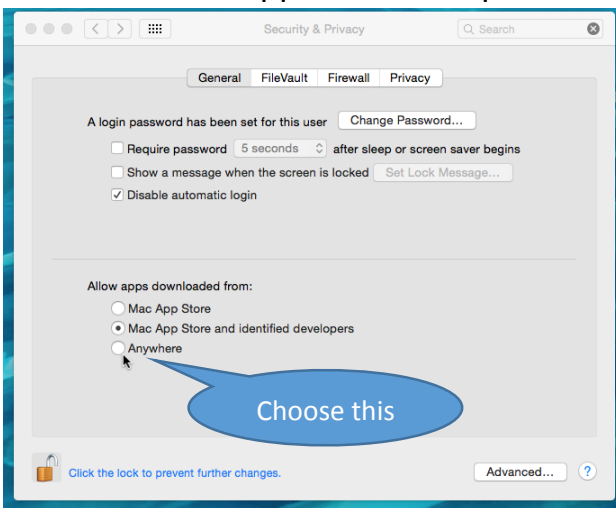 Security & Privacy
Search
General FileVault Firewall Privacy
A login password has been set for this user Change Password...
Require password 5 seconds after sleep or screen saver begins
Show a message when the screen is locked Set Lock Message...
Disable automatic login
Allow apps downloaded from:
Mac App Store
Mac App Store and identified developers
Anywhere
Choose this
Click the lock to prevent further changes.
Advanced... ?